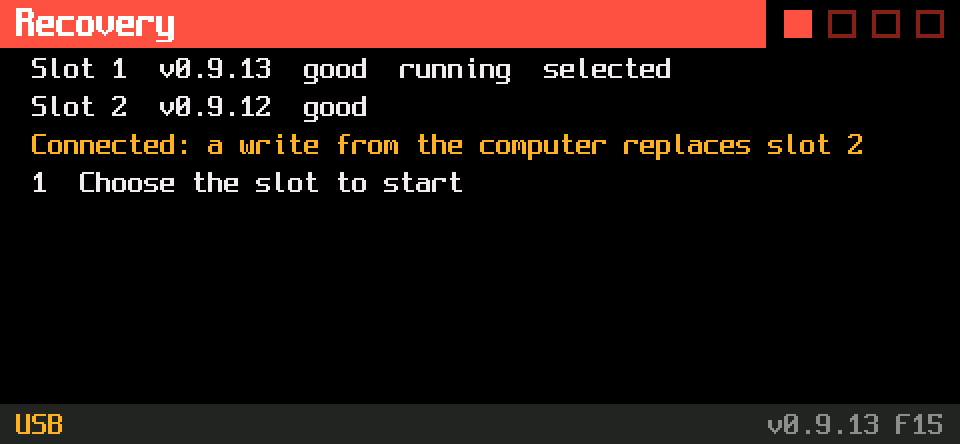 Recovery
Slot 1  v0.9.13  good  running  selected
Slot 2  v0.9.12  good
Connected: a write from the computer replaces slot 2
1  Choose the slot to start
USB
v0.9.13 F15